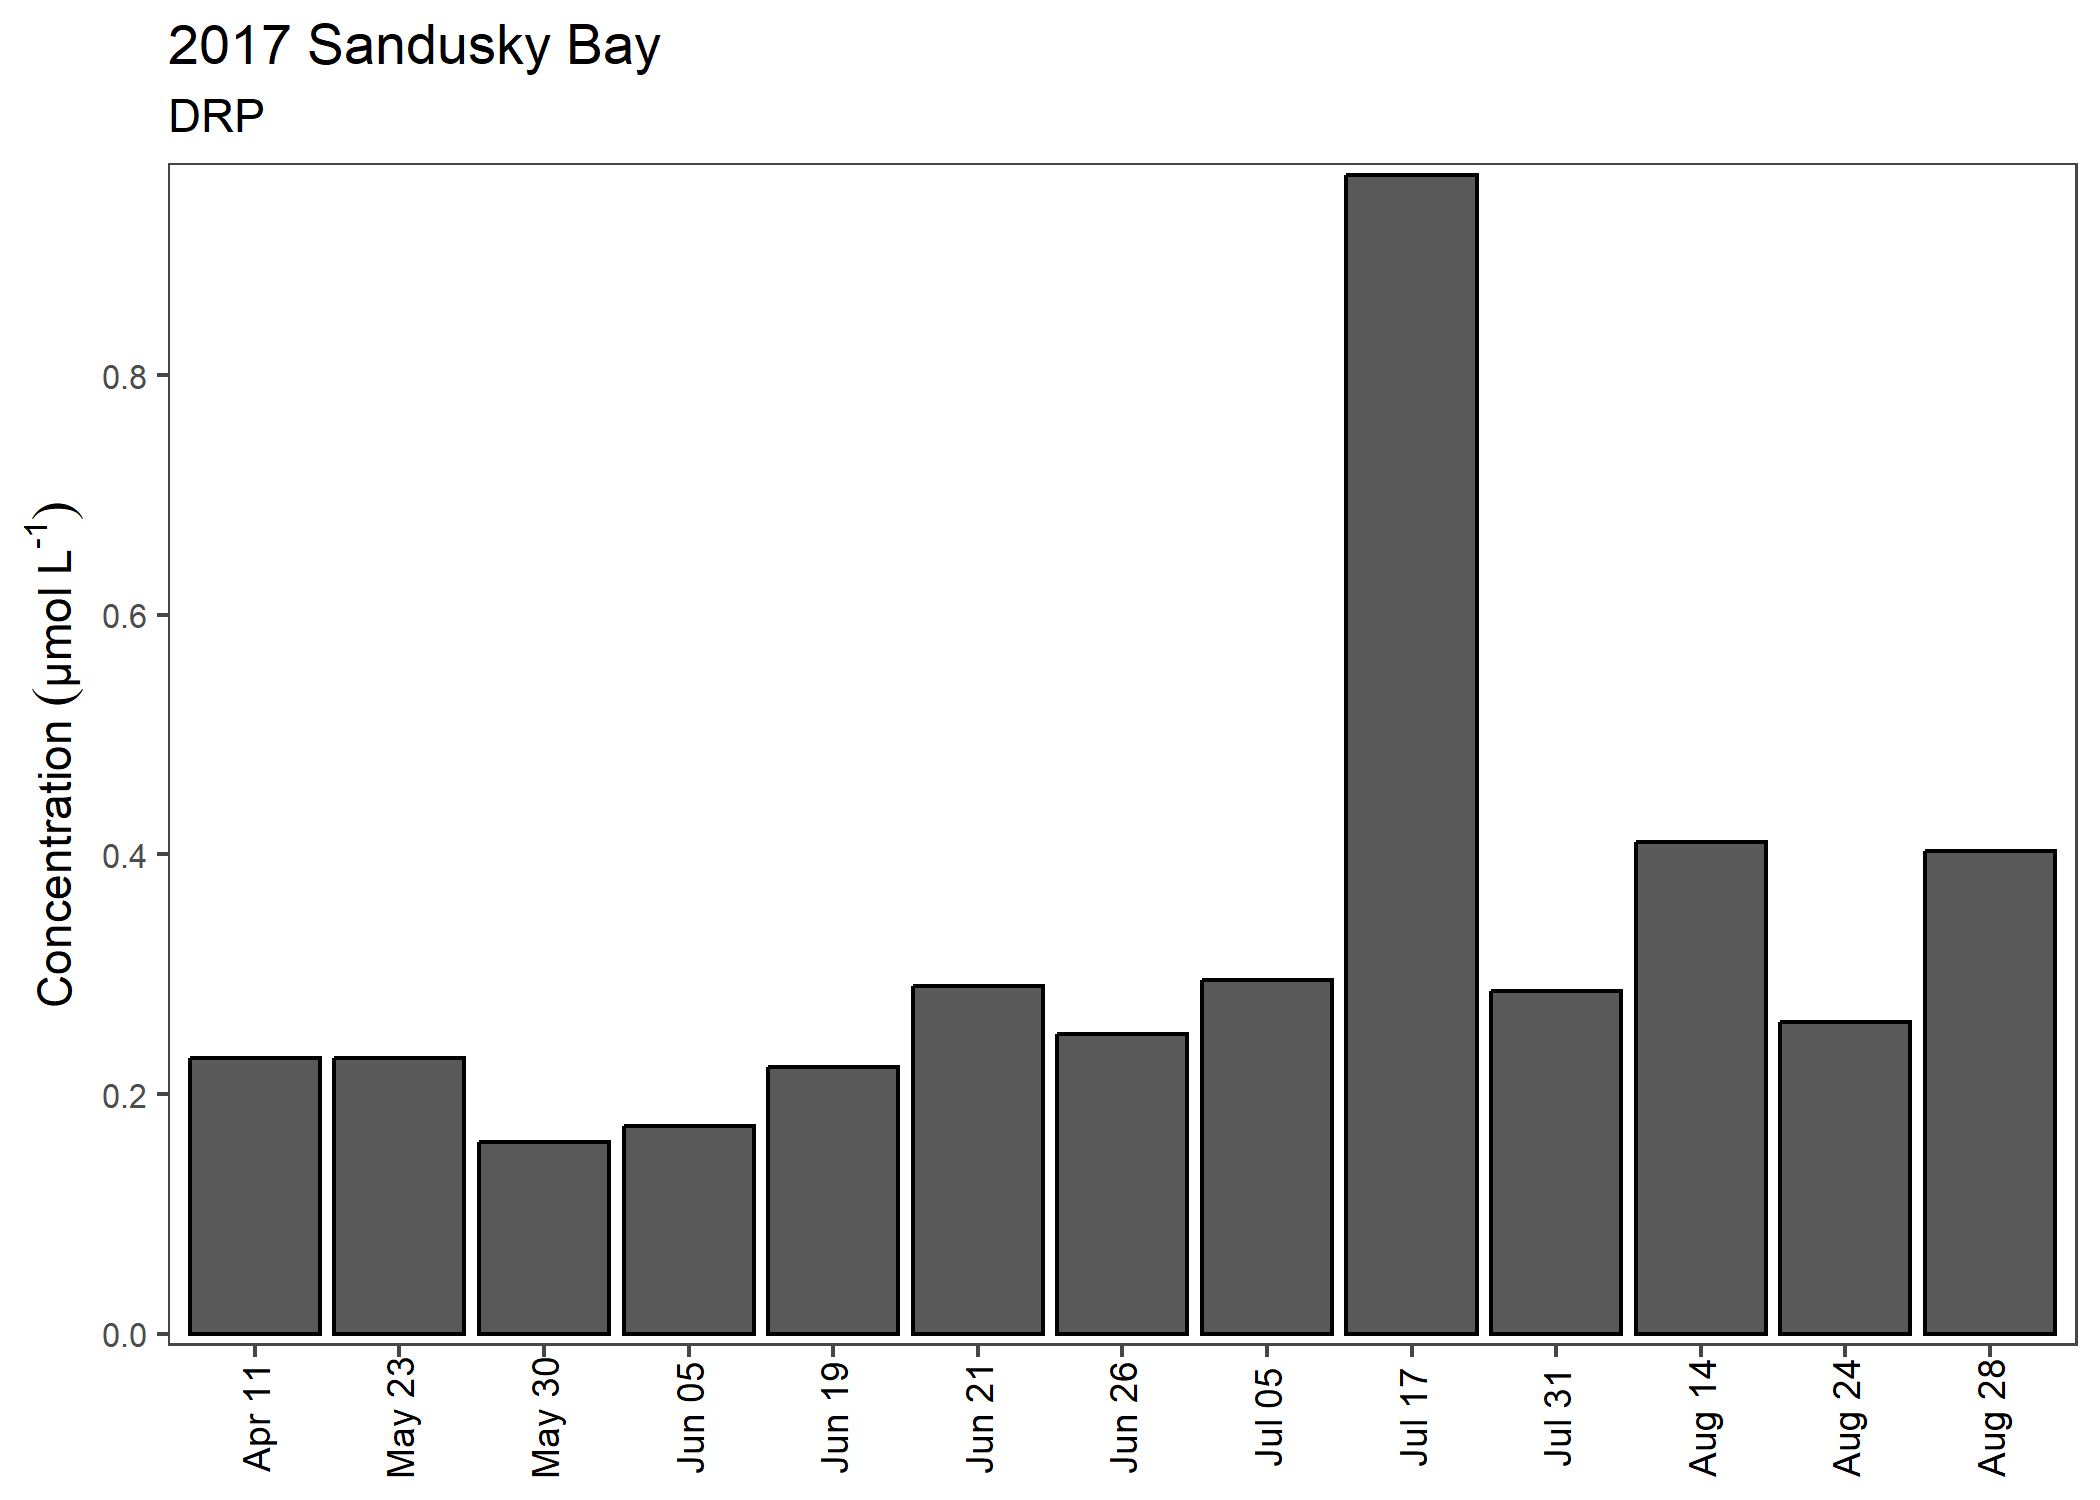 2017 Sandusky Bay
DRP
Concentration (µmol L⁻¹)
0.8
0.6
0.4
0.2
0.0
Apr 11
May 23
May 30
Jun 05
Jun 19
Jun 21
Jun 26
Jul 05
Jul 17
Jul 31
Aug 14
Aug 24
Aug 28